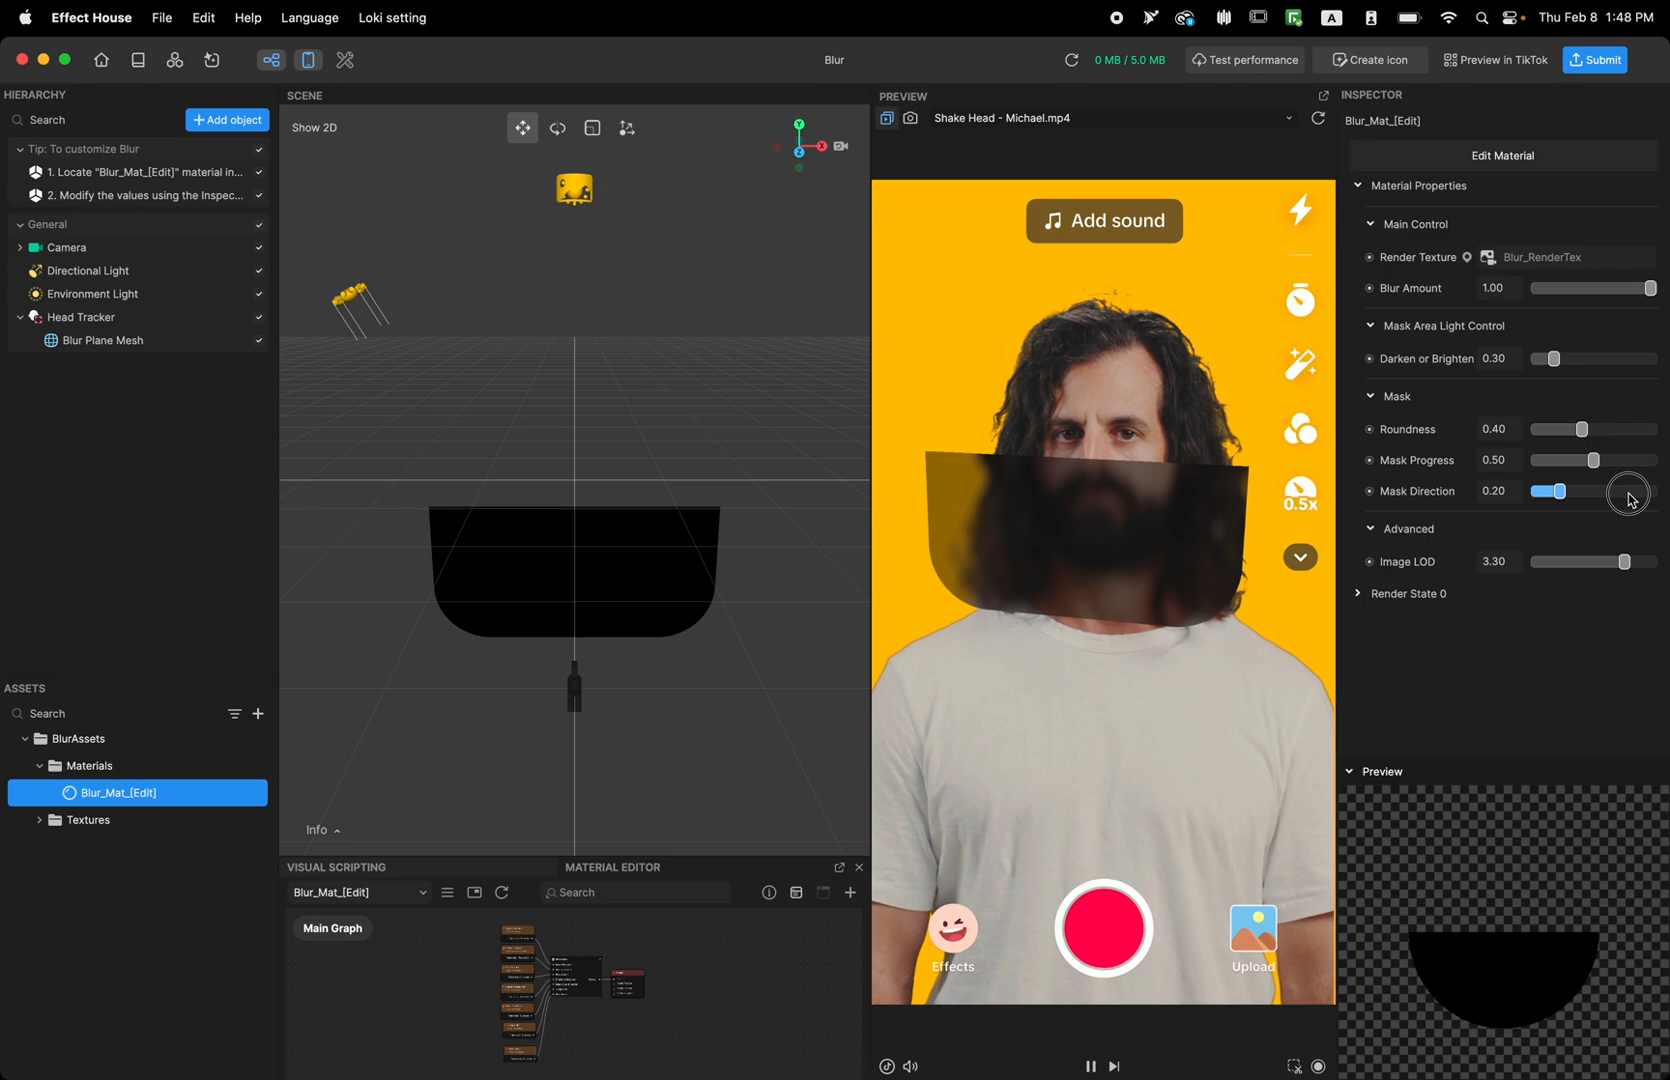 Effect House File Edit Help Language Loki setting
A Thu Feb 8 1:48 PM
Blur 0 MB / 5.0 MB Test performance Create icon Preview in TikTok Submit
HIERARCHY
Search + Add object
Tip: To customize Blur
1. Locate "Blur_Mat_[Edit]" material in...
2. Modify the values using the Inspec...
General
Camera
Directional Light
Environment Light
Head Tracker
Blur Plane Mesh
ASSETS
Search
BlurAssets
Materials
Blur_Mat_[Edit]
Textures
SCENE
Show 2D
Y
X
Z
Info
VISUAL SCRIPTING MATERIAL EDITOR
Blur_Mat_[Edit] Search
Main Graph
PREVIEW
Shake Head - Michael.mp4
Add sound
0.5x
Effects Upload
INSPECTOR
Blur_Mat_[Edit]
Edit Material
Material Properties
Main Control
Render Texture Blur_RenderTex
Blur Amount 1.00
Mask Area Light Control
Darken or Brighten 0.30
Mask
Roundness 0.40
Mask Progress 0.50
Mask Direction 0.20
Advanced
Image LOD 3.30
Render State 0
Preview